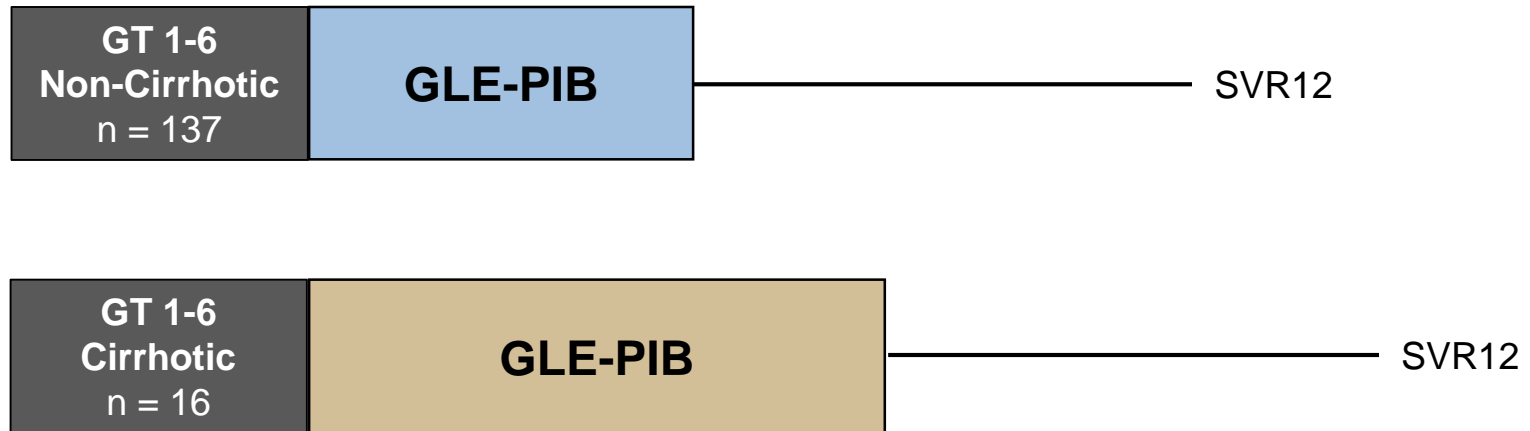 GT 1-6
Non-Cirrhotic
n = 137
GLE-PIB
SVR12
GT 1-6
Cirrhotic
n = 16
GLE-PIB
SVR12